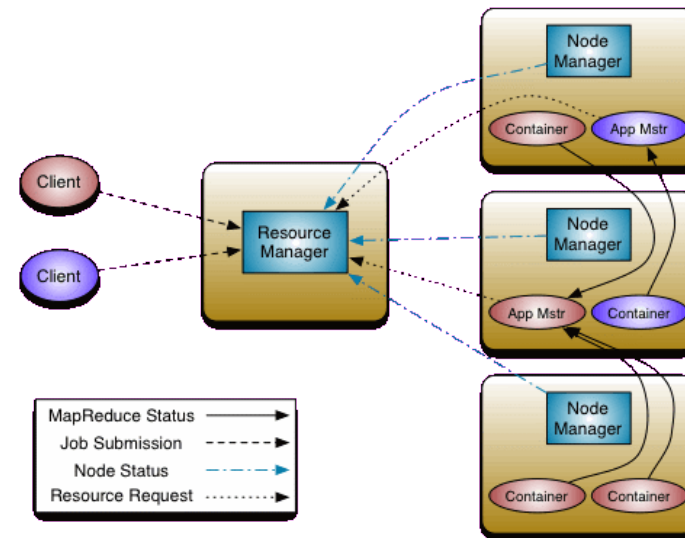 Node
Manager
Container
App Mstr
Client
Resource
Manager
Client
Node
Manager
App Mstr
Container
MapReduce Status
Job Submission
Node Status
Resource Request
Node
Manager
Container
Container